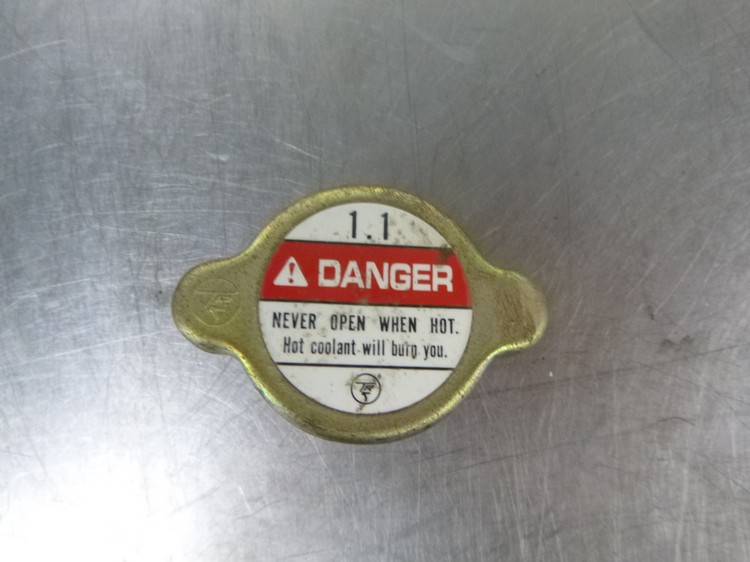 1.1
DANGER
NEVER OPEN WHEN HOT.
Hot coolant will burn you.